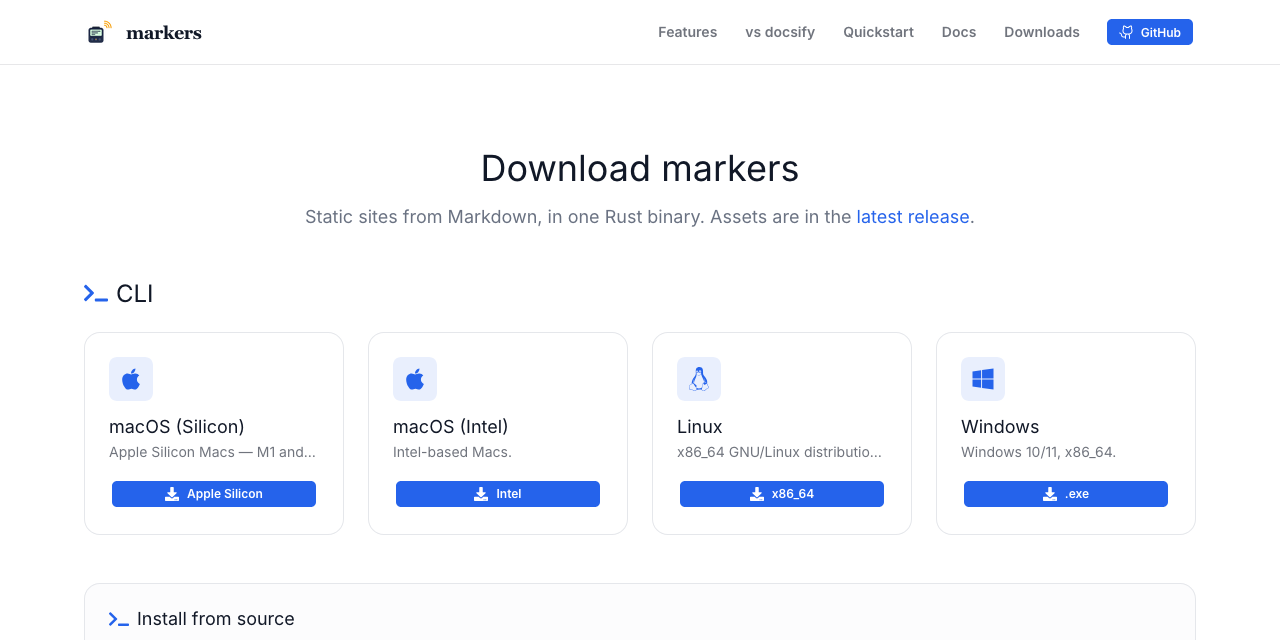 markers
Features
vs docsify
Quickstart
Docs
Downloads
GitHub
Download markers
Static sites from Markdown, in one Rust binary. Assets are in the latest release.
CLI
macOS (Silicon)
Apple Silicon Macs — M1 and...
Apple Silicon
macOS (Intel)
Intel-based Macs.
Intel
Linux
x86_64 GNU/Linux distributio...
x86_64
Windows
Windows 10/11, x86_64.
.exe
Install from source